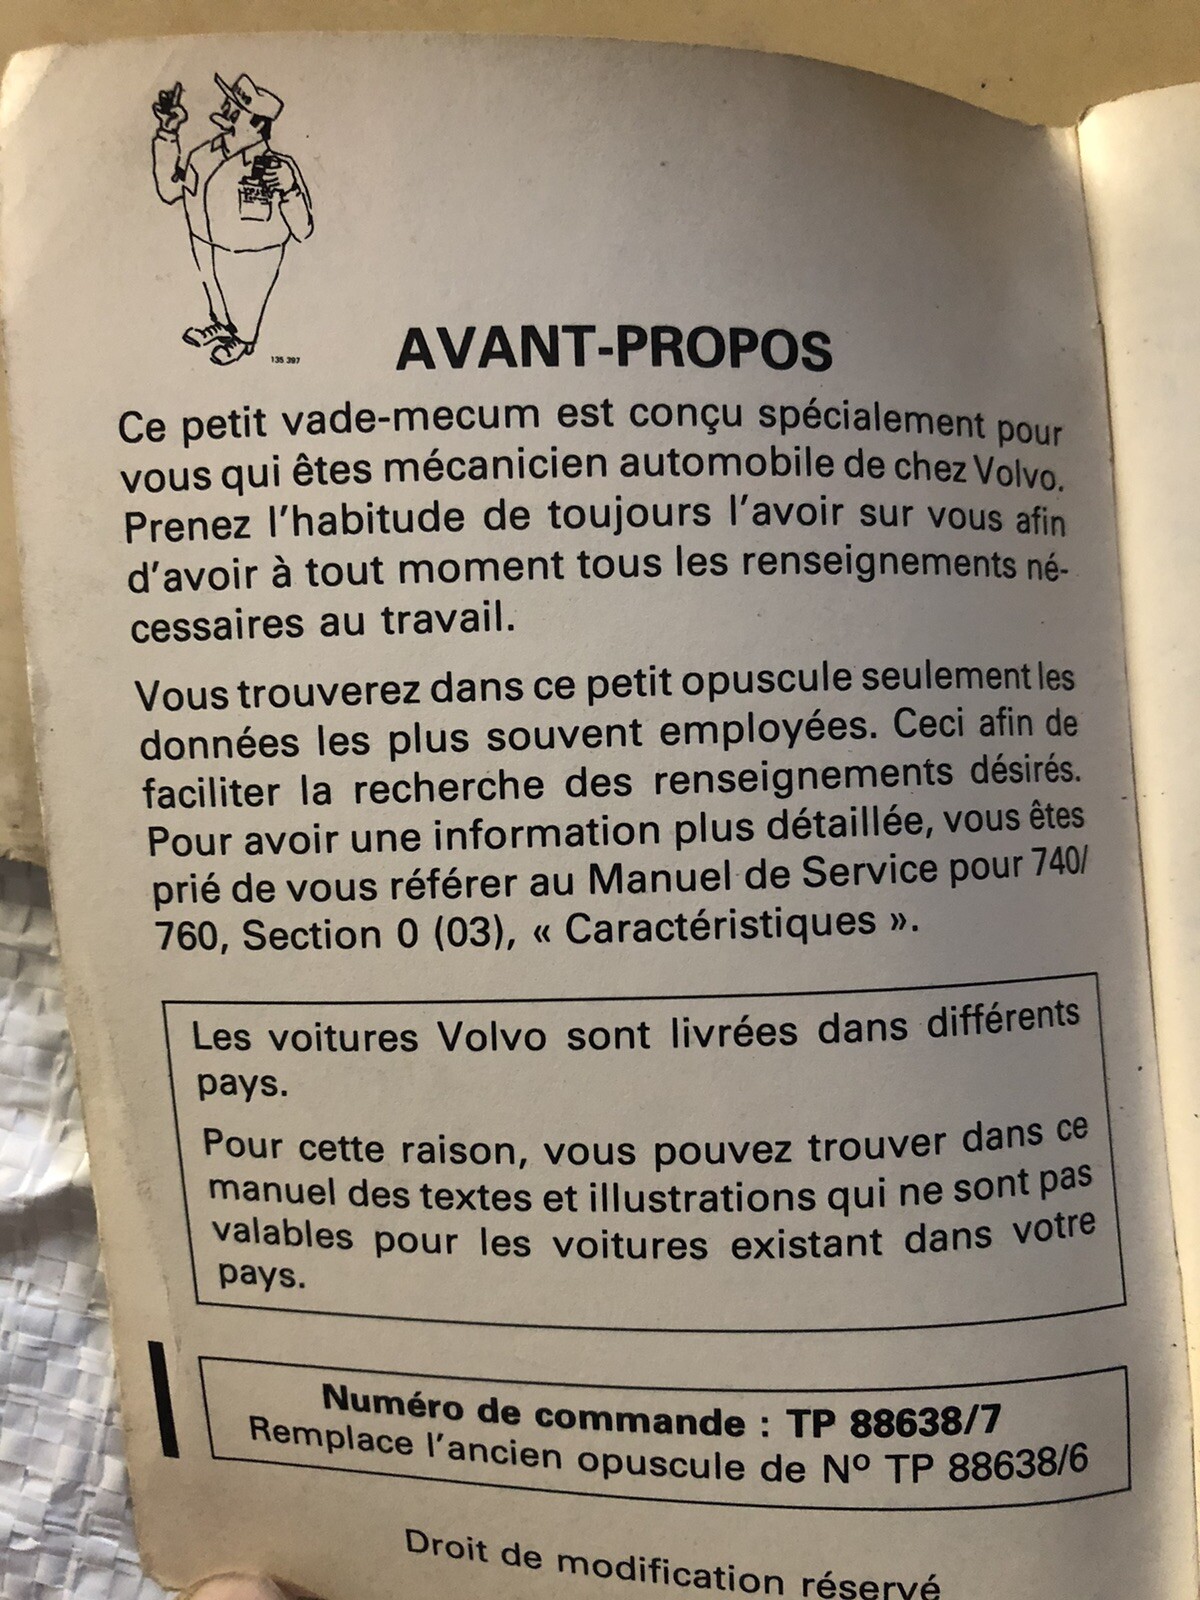 135 397
AVANT-PROPOS
Ce petit vade-mecum est conçu spécialement pour
vous qui êtes mécanicien automobile de chez Volvo.
Prenez l'habitude de toujours l'avoir sur vous afin
d'avoir à tout moment tous les renseignements né-
cessaires au travail.
Vous trouverez dans ce petit opuscule seulement les
données les plus souvent employées. Ceci afin de
faciliter la recherche des renseignements désirés.
Pour avoir une information plus détaillée, vous êtes
prié de vous référer au Manuel de Service pour 740/
760, Section 0 (03), « Caractéristiques ».
Les voitures Volvo sont livrées dans différents
pays.
Pour cette raison, vous pouvez trouver dans ce
manuel des textes et illustrations qui ne sont pas
valables pour les voitures existant dans votre
pays.
Numéro de commande : TP 88638/7
Remplace l'ancien opuscule de Nº TP 88638/6
Droit de modification réservé